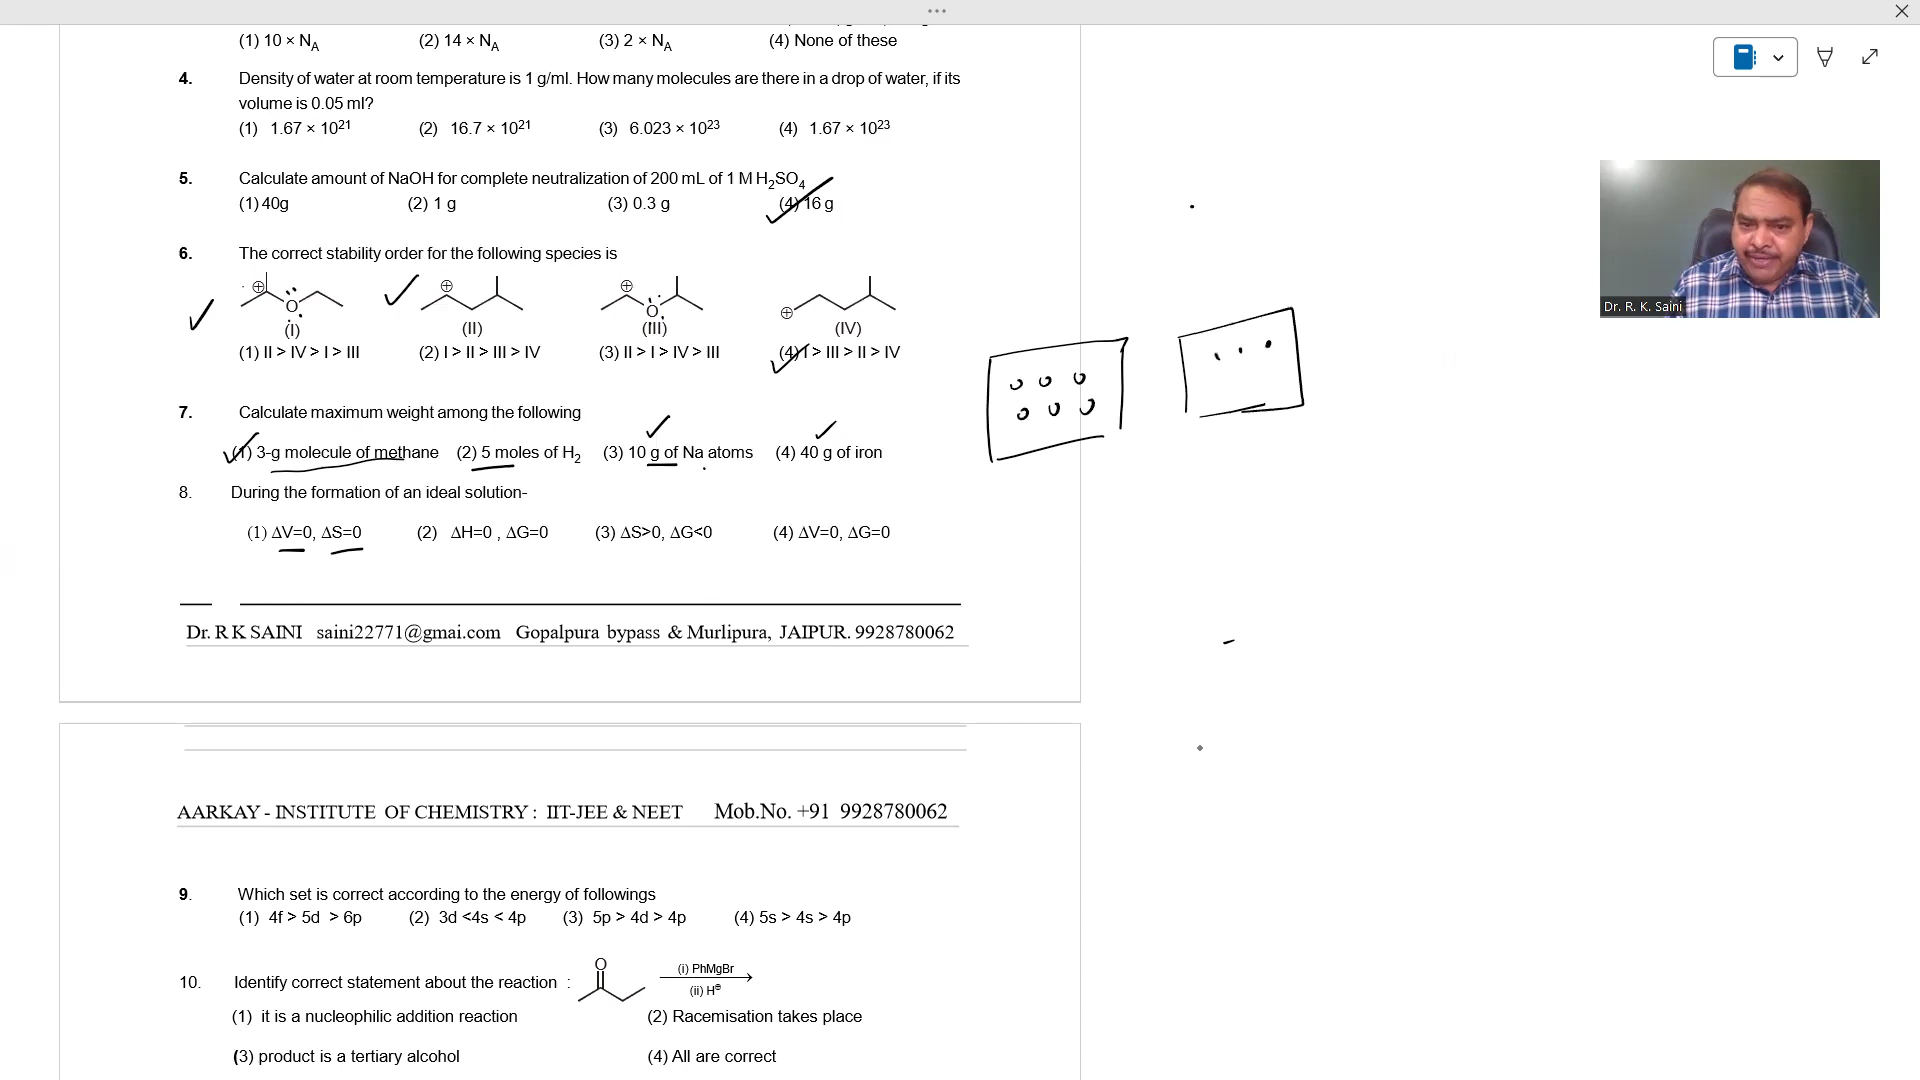 (1) 10 × NA (2) 14 × NA (3) 2 × NA (4) None of these
4. Density of water at room temperature is 1 g/ml. How many molecules are there in a drop of water, if its
volume is 0.05 ml?
(1) 1.67 × 10²¹ (2) 16.7 × 10²¹ (3) 6.023 × 10²³ (4) 1.67 × 10²³
5. Calculate amount of NaOH for complete neutralization of 200 mL of 1 M H₂SO₄
(1) 40g (2) 1 g (3) 0.3 g (4) 16 g
6. The correct stability order for the following species is
⊕ O ⊕ ⊕ O ⊕
(I) (II) (III) (IV)
(1) II > IV > I > III (2) I > II > III > IV (3) II > I > IV > III (4) I > III > II > IV
7. Calculate maximum weight among the following
(1) 3-g molecule of methane (2) 5 moles of H₂ (3) 10 g of Na atoms (4) 40 g of iron
8. During the formation of an ideal solution-
(1) ΔV=0, ΔS=0 (2) ΔH=0 , ΔG=0 (3) ΔS>0, ΔG<0 (4) ΔV=0, ΔG=0
Dr. R K SAINI saini22771@gmai.com Gopalpura bypass & Murlipura, JAIPUR. 9928780062
AARKAY - INSTITUTE OF CHEMISTRY : IIT-JEE & NEET Mob.No. +91 9928780062
9. Which set is correct according to the energy of followings
(1) 4f > 5d > 6p (2) 3d <4s < 4p (3) 5p > 4d > 4p (4) 5s > 4s > 4p
10. Identify correct statement about the reaction : O (i) PhMgBr
(ii) H⊕
(1) it is a nucleophilic addition reaction (2) Racemisation takes place
(3) product is a tertiary alcohol (4) All are correct
Dr. R. K. Saini